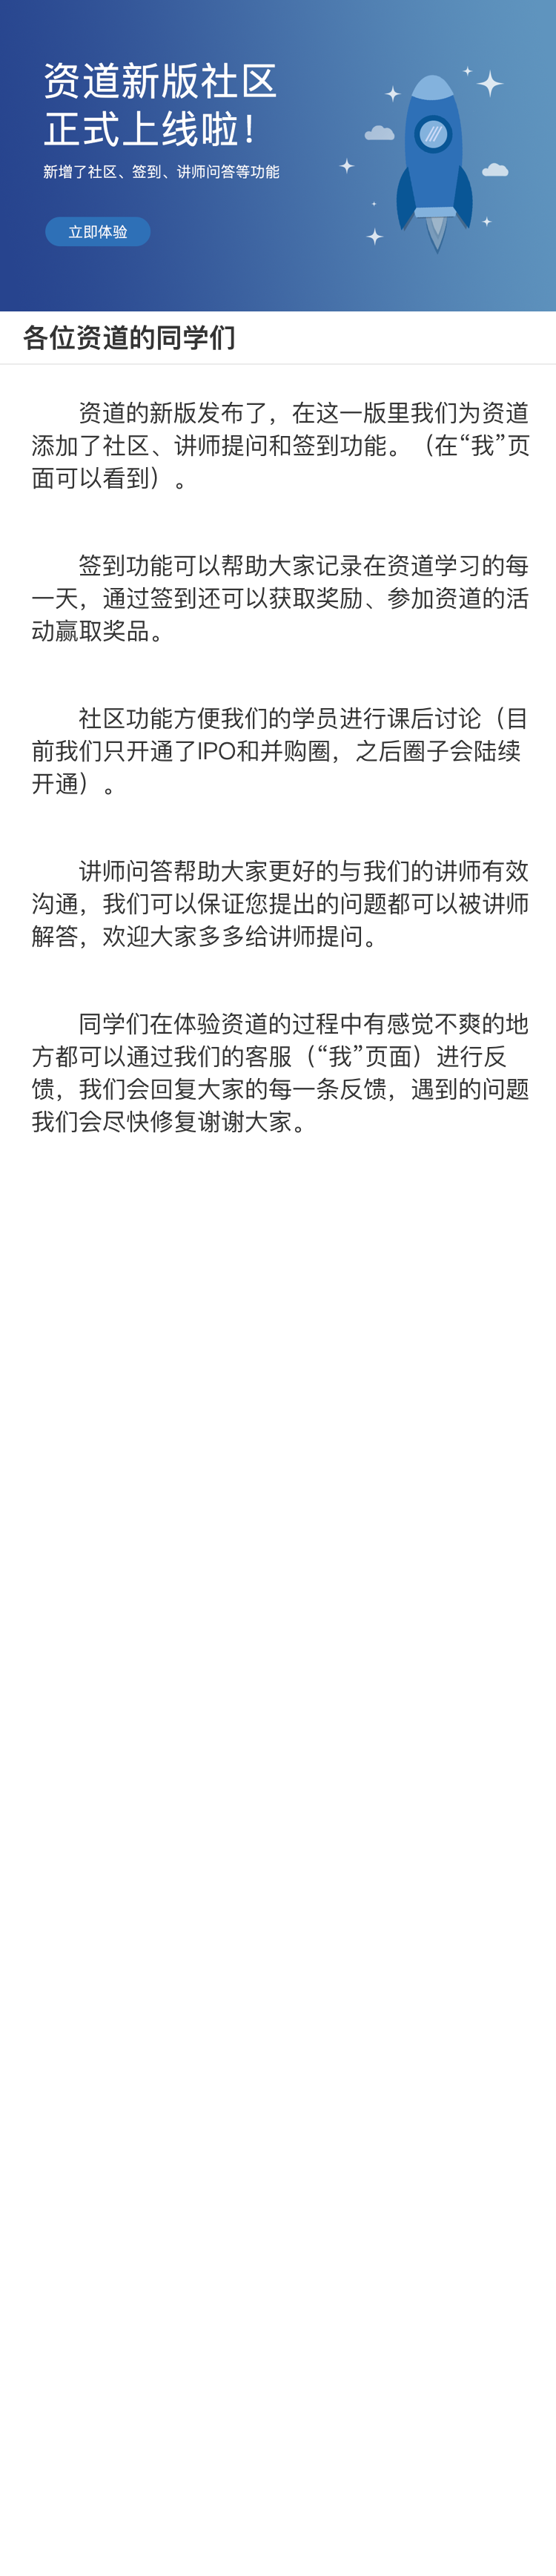 资道新版社区
正式上线啦！
新增了社区、签到、讲师问答等功能
立即体验
各位资道的同学们
资道的新版发布了，在这一版里我们为资道
添加了社区、讲师提问和签到功能。（在“我”页
面可以看到）。
签到功能可以帮助大家记录在资道学习的每
一天，通过签到还可以获取奖励、参加资道的活
动赢取奖品。
社区功能方便我们的学员进行课后讨论（目
前我们只开通了IPO和并购圈，之后圈子会陆续
开通）。
讲师问答帮助大家更好的与我们的讲师有效
沟通，我们可以保证您提出的问题都可以被讲师
解答，欢迎大家多多给讲师提问。
同学们在体验资道的过程中有感觉不爽的地
方都可以通过我们的客服（“我”页面）进行反
馈，我们会回复大家的每一条反馈，遇到的问题
我们会尽快修复谢谢大家。